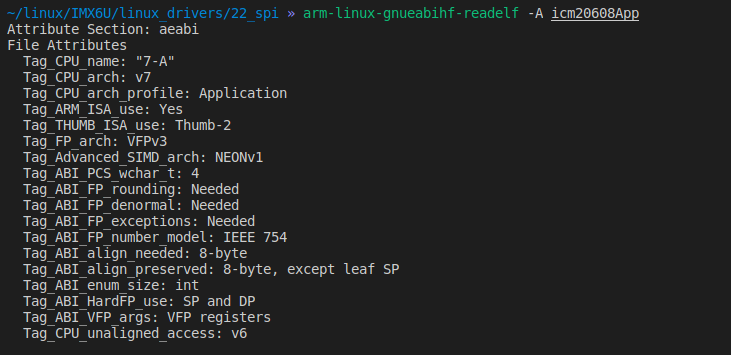 ~/linux/IMX6U/linux_drivers/22_spi » arm-linux-gnueabihf-readelf -A icm20608App
Attribute Section: aeabi
File Attributes
  Tag_CPU_name: "7-A"
  Tag_CPU_arch: v7
  Tag_CPU_arch_profile: Application
  Tag_ARM_ISA_use: Yes
  Tag_THUMB_ISA_use: Thumb-2
  Tag_FP_arch: VFPv3
  Tag_Advanced_SIMD_arch: NEONv1
  Tag_ABI_PCS_wchar_t: 4
  Tag_ABI_FP_rounding: Needed
  Tag_ABI_FP_denormal: Needed
  Tag_ABI_FP_exceptions: Needed
  Tag_ABI_FP_number_model: IEEE 754
  Tag_ABI_align_needed: 8-byte
  Tag_ABI_align_preserved: 8-byte, except leaf SP
  Tag_ABI_enum_size: int
  Tag_ABI_HardFP_use: SP and DP
  Tag_ABI_VFP_args: VFP registers
  Tag_CPU_unaligned_access: v6